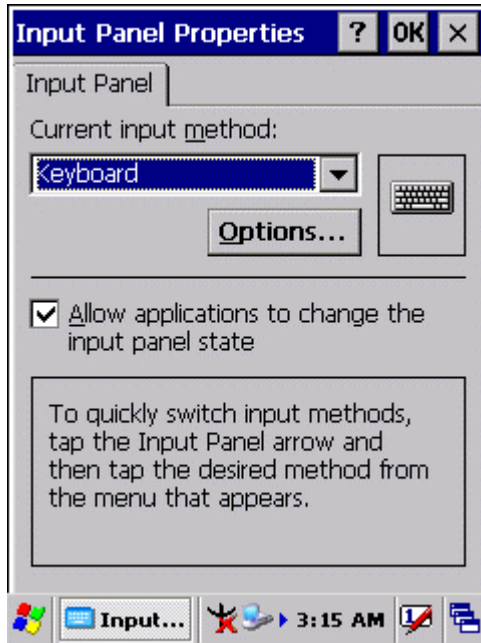 Input Panel Properties ? OK ×
Input Panel
Current input method:
Keyboard
Options...
Allow applications to change the
input panel state
To quickly switch input methods,
tap the Input Panel arrow and
then tap the desired method from
the menu that appears.
Input... 3:15 AM